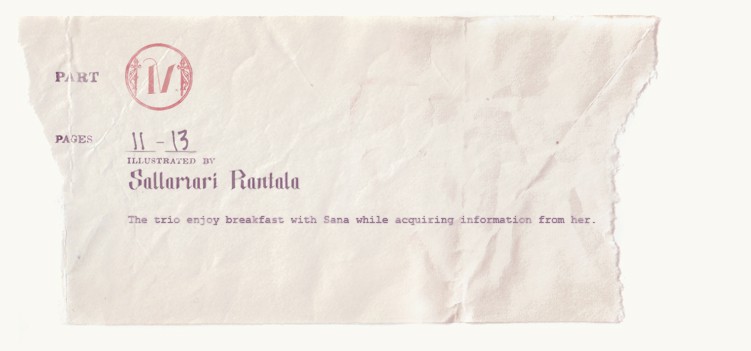 PART IV
PAGES 11 - 13
ILLUSTRATED BY
Sallamari Rantala
The trio enjoy breakfast with Sana while acquiring information from her.